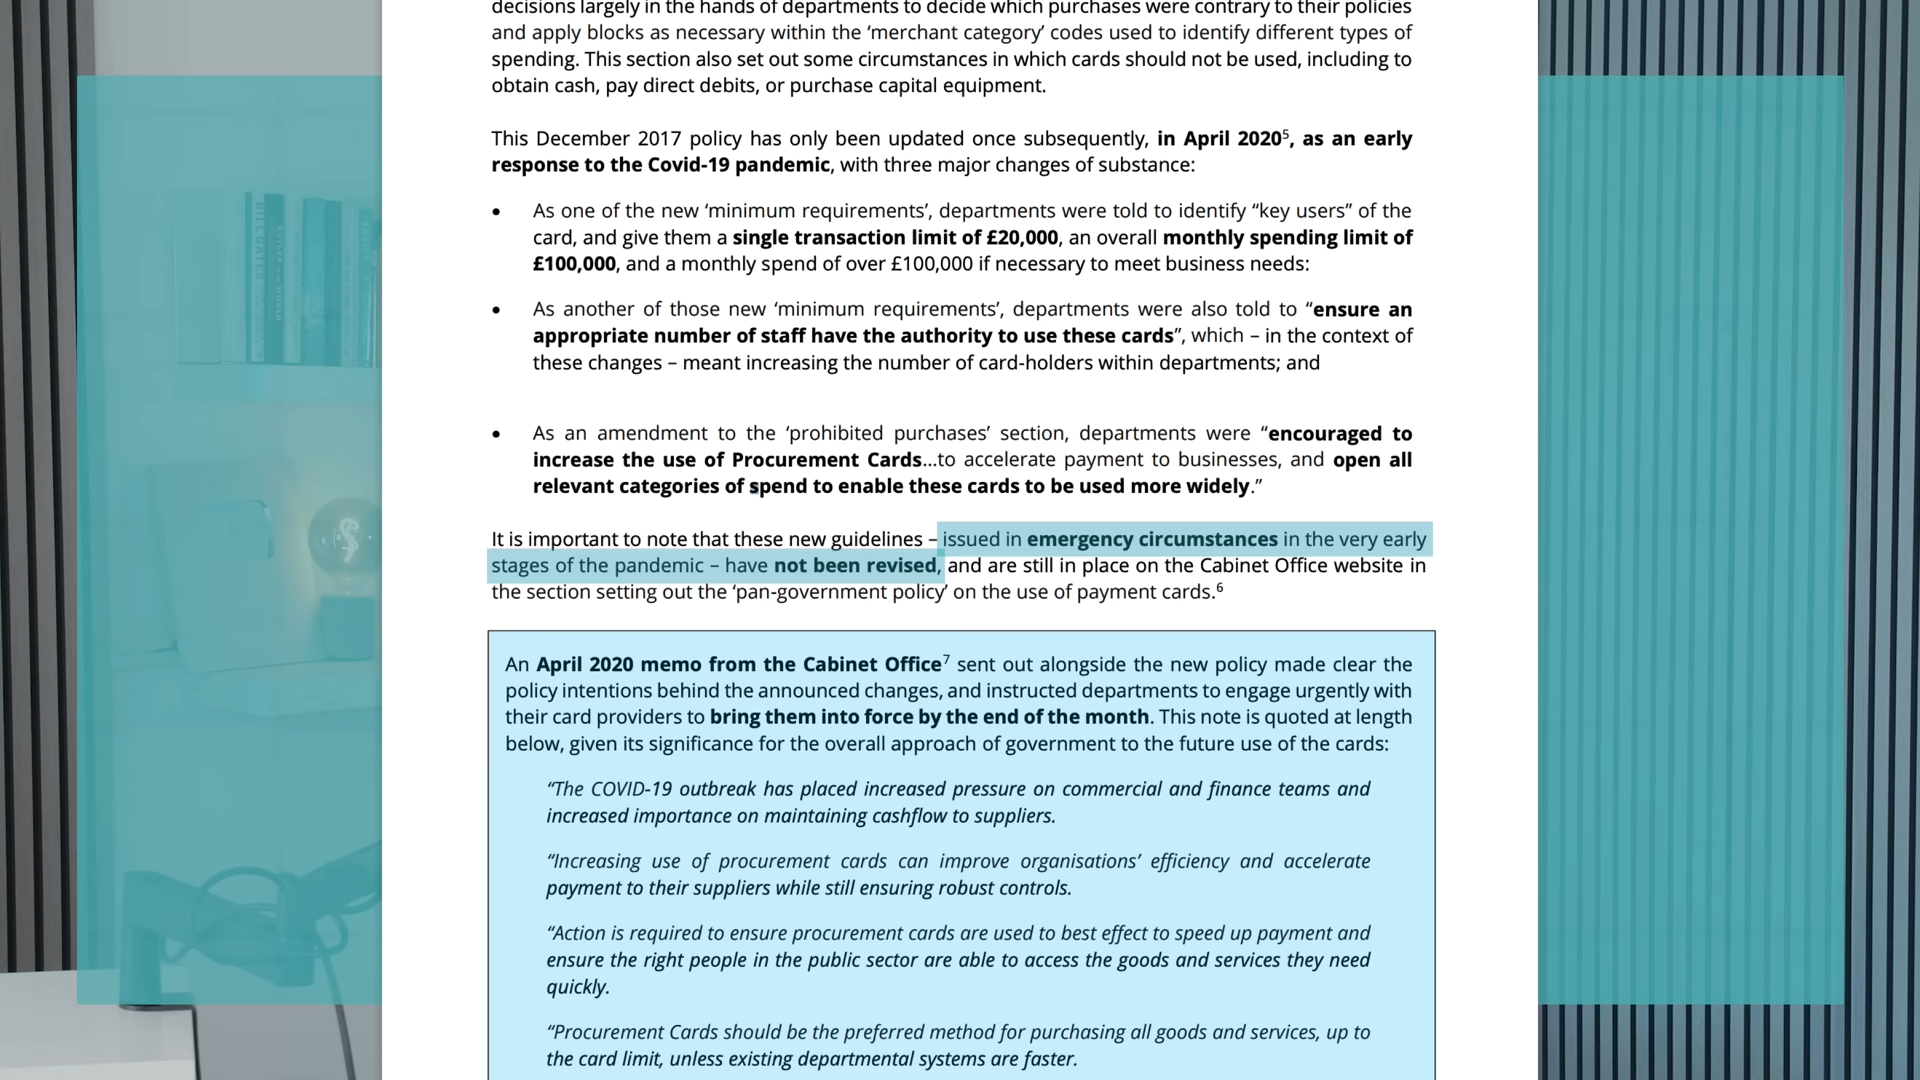 decisions largely in the hands of departments to decide which purchases were contrary to their policies
and apply blocks as necessary within the ‘merchant category’ codes used to identify different types of
spending. This section also set out some circumstances in which cards should not be used, including to
obtain cash, pay direct debits, or purchase capital equipment.
This December 2017 policy has only been updated once subsequently, in April 2020⁵, as an early
response to the Covid-19 pandemic, with three major changes of substance:
• As one of the new ‘minimum requirements’, departments were told to identify “key users” of the
card, and give them a single transaction limit of £20,000, an overall monthly spending limit of
£100,000, and a monthly spend of over £100,000 if necessary to meet business needs:
• As another of those new ‘minimum requirements’, departments were also told to “ensure an
appropriate number of staff have the authority to use these cards”, which – in the context of
these changes – meant increasing the number of card-holders within departments; and
• As an amendment to the ‘prohibited purchases’ section, departments were “encouraged to
increase the use of Procurement Cards…to accelerate payment to businesses, and open all
relevant categories of spend to enable these cards to be used more widely.”
It is important to note that these new guidelines – issued in emergency circumstances in the very early
stages of the pandemic – have not been revised, and are still in place on the Cabinet Office website in
the section setting out the ‘pan-government policy’ on the use of payment cards.⁶
An April 2020 memo from the Cabinet Office⁷ sent out alongside the new policy made clear the
policy intentions behind the announced changes, and instructed departments to engage urgently with
their card providers to bring them into force by the end of the month. This note is quoted at length
below, given its significance for the overall approach of government to the future use of the cards:
“The COVID-19 outbreak has placed increased pressure on commercial and finance teams and
increased importance on maintaining cashflow to suppliers.
“Increasing use of procurement cards can improve organisations’ efficiency and accelerate
payment to their suppliers while still ensuring robust controls.
“Action is required to ensure procurement cards are used to best effect to speed up payment and
ensure the right people in the public sector are able to access the goods and services they need
quickly.
“Procurement Cards should be the preferred method for purchasing all goods and services, up to
the card limit, unless existing departmental systems are faster.